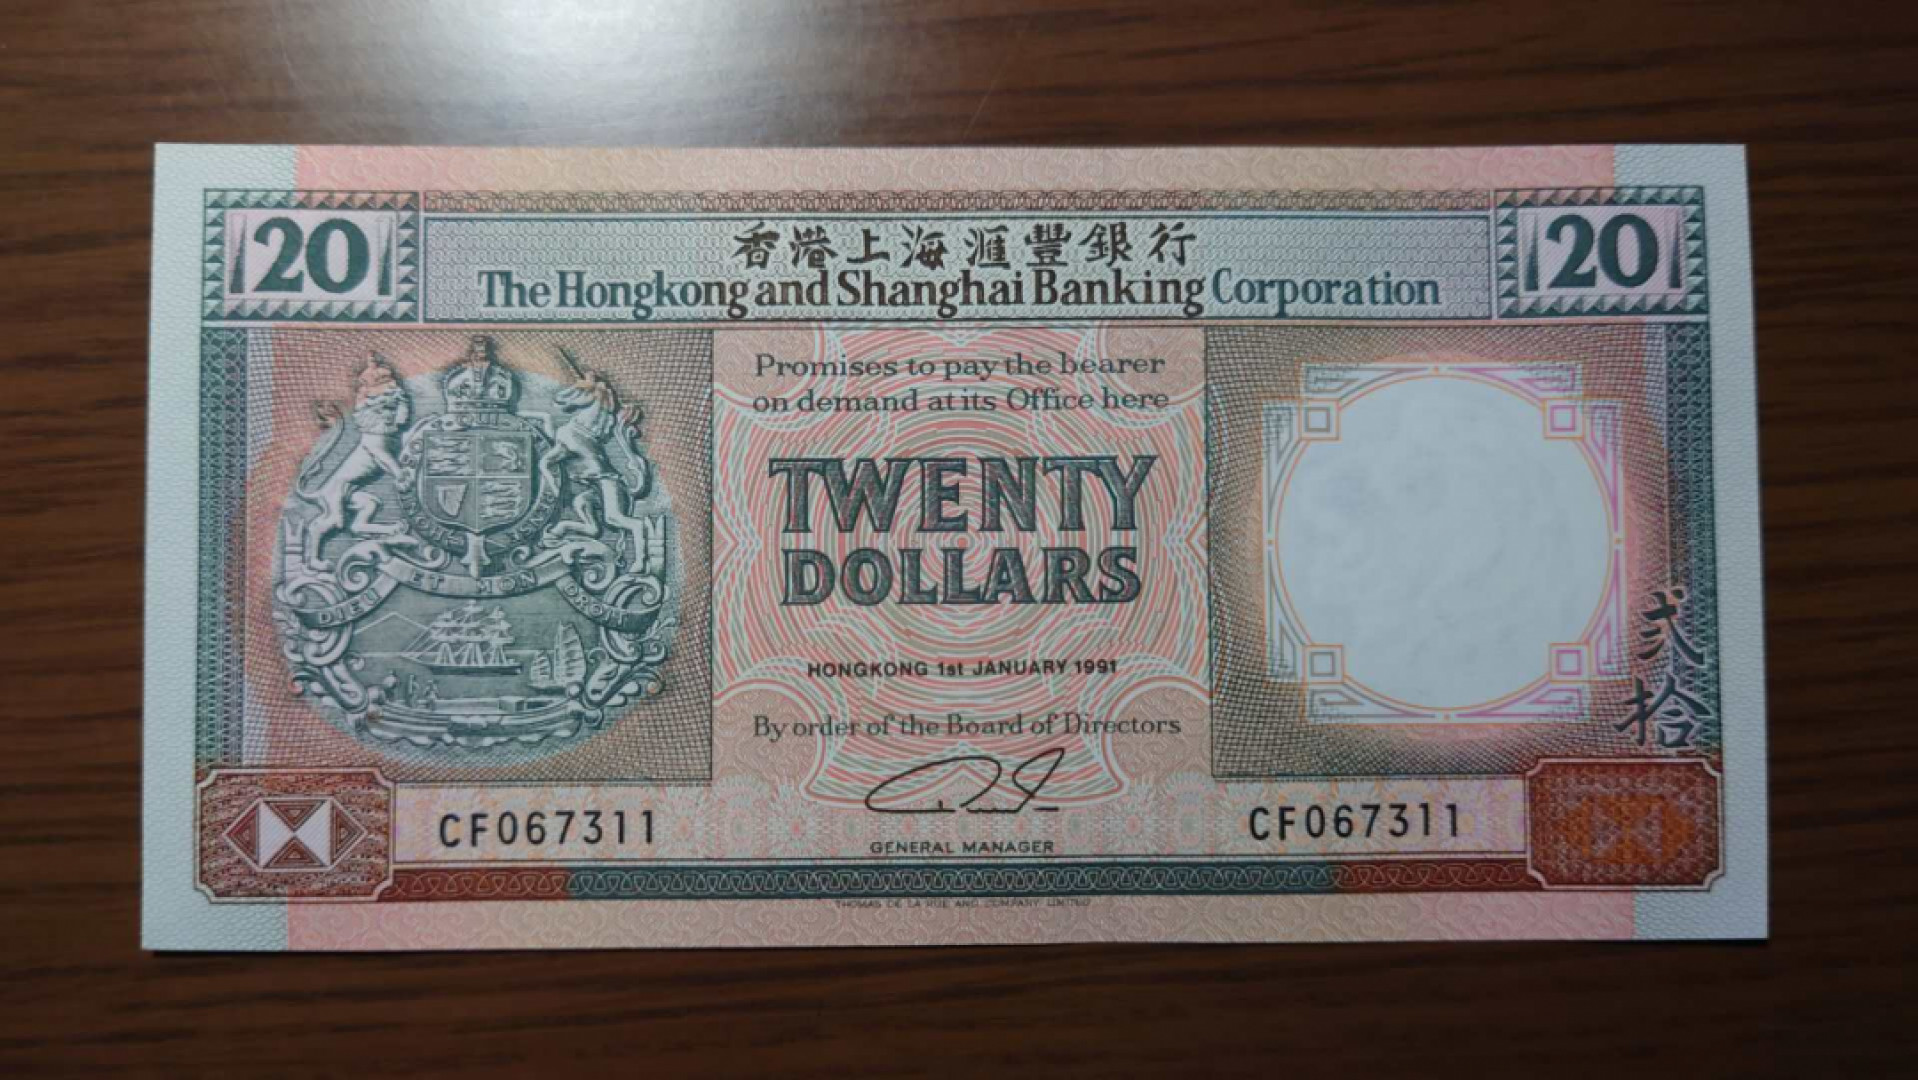 20
香港上海滙豐銀行
20
The Hongkong and Shanghai Banking Corporation
Promises to pay the bearer
on demand at its Office here
TWENTY
DOLLARS
DIEU ET MON DROIT
HONGKONG 1st JANUARY 1991
By order of the Board of Directors
貳拾
CF067311
CF067311
GENERAL MANAGER
THOMAS DE LA RUE AND COMPANY LIMITED